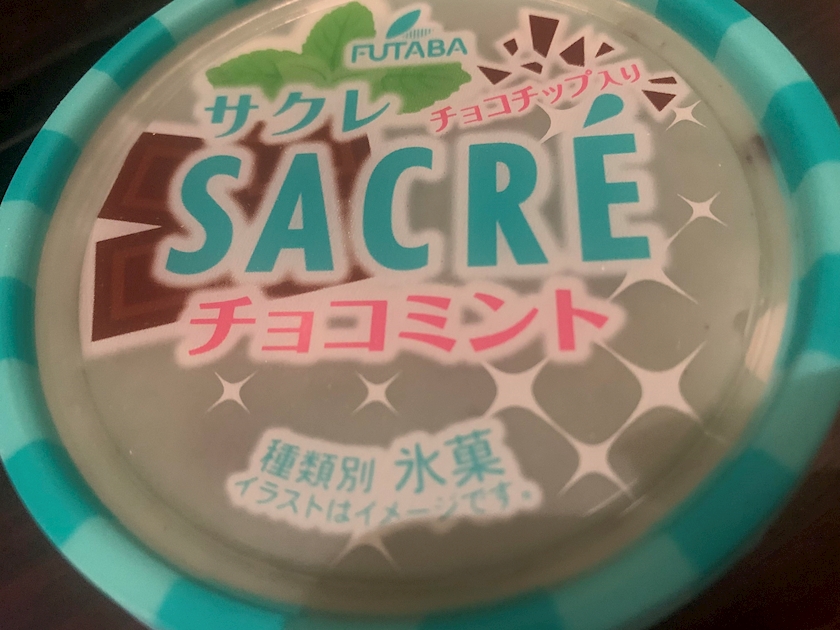 FUTABA
チョコチップ入り
サクレ
SACRÉ
チョコミント
種類別 氷菓
イラストはイメージです。